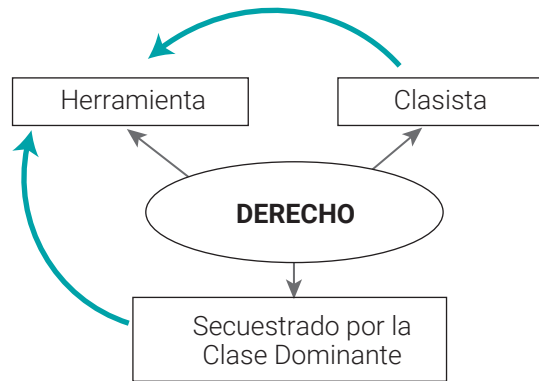 Herramienta
Clasista
DERECHO
Secuestrado por la
Clase Dominante